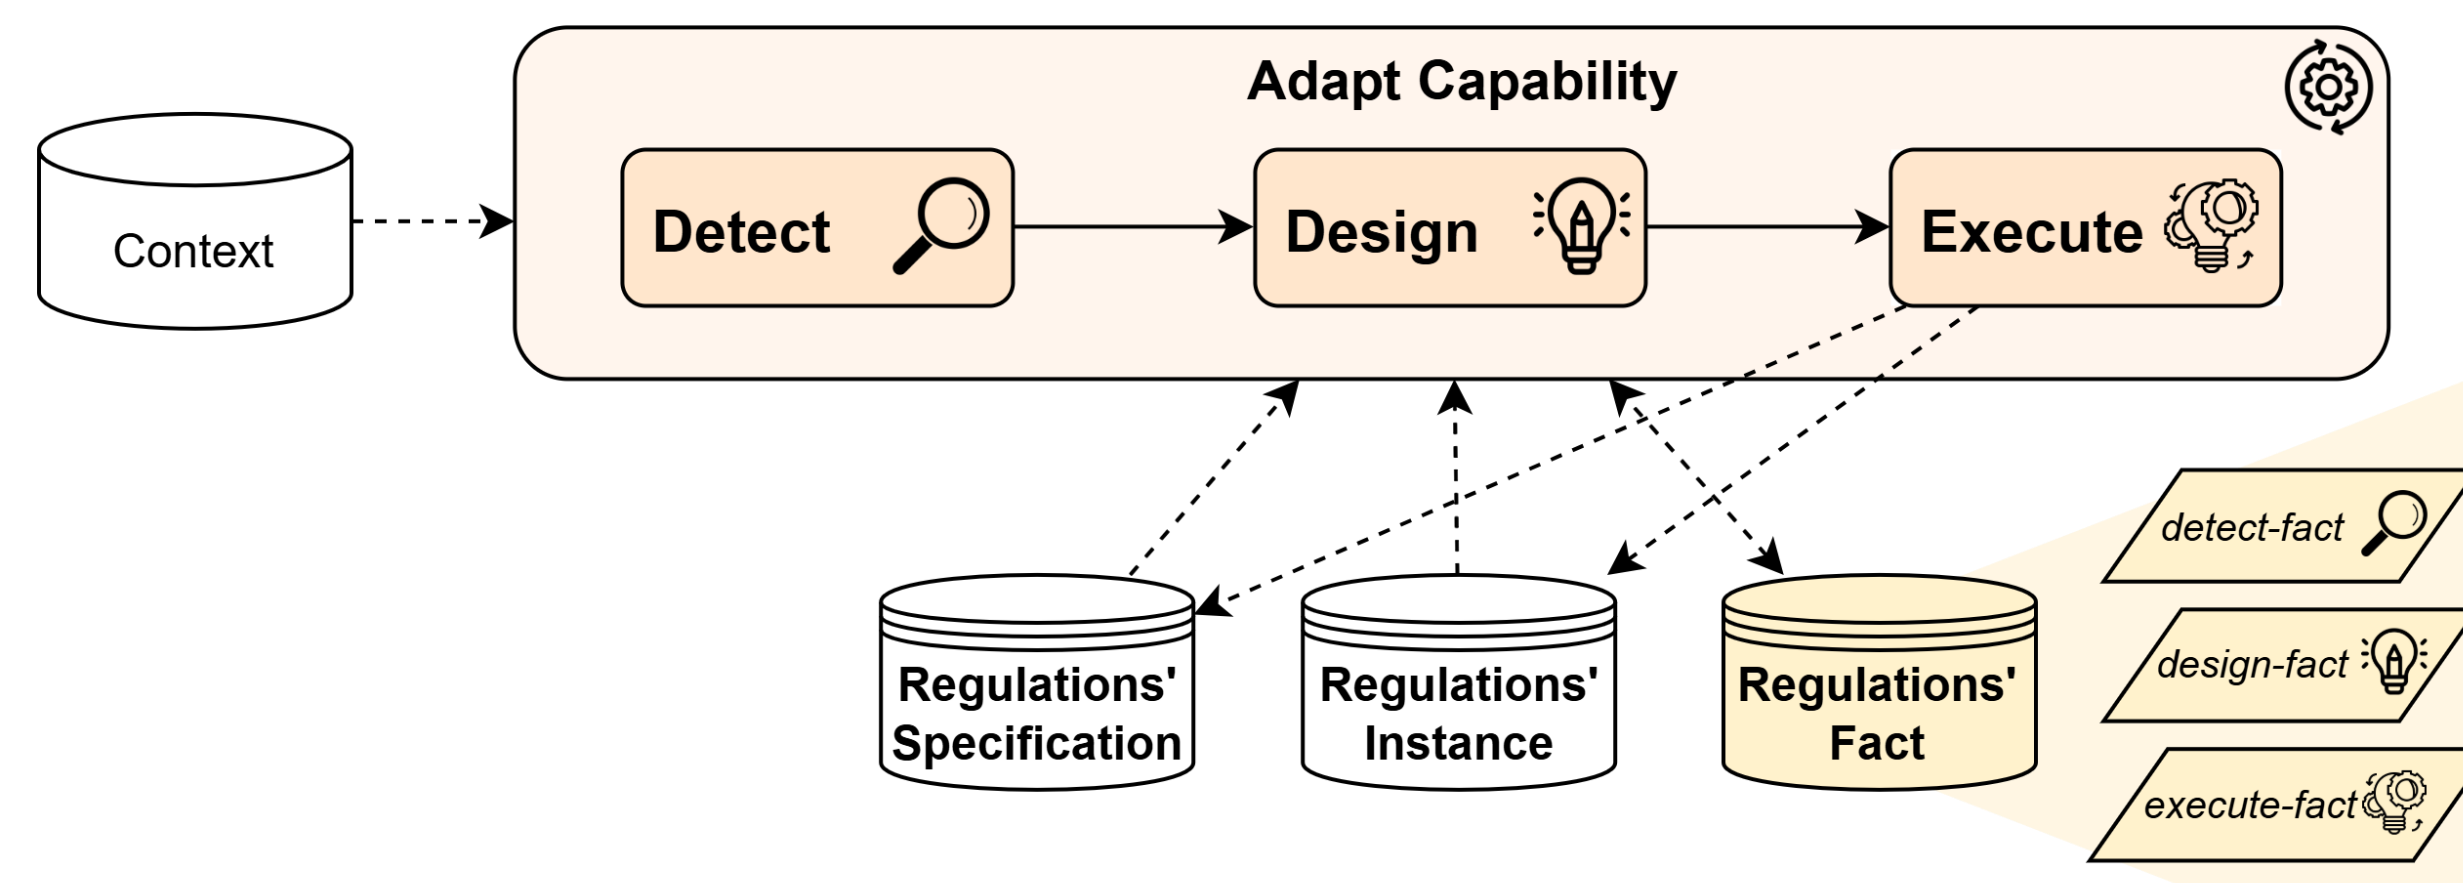 Adapt Capability
Context
Detect
Design
Execute
Regulations'
Specification
Regulations'
Instance
Regulations'
Fact
detect-fact
design-fact
execute-fact